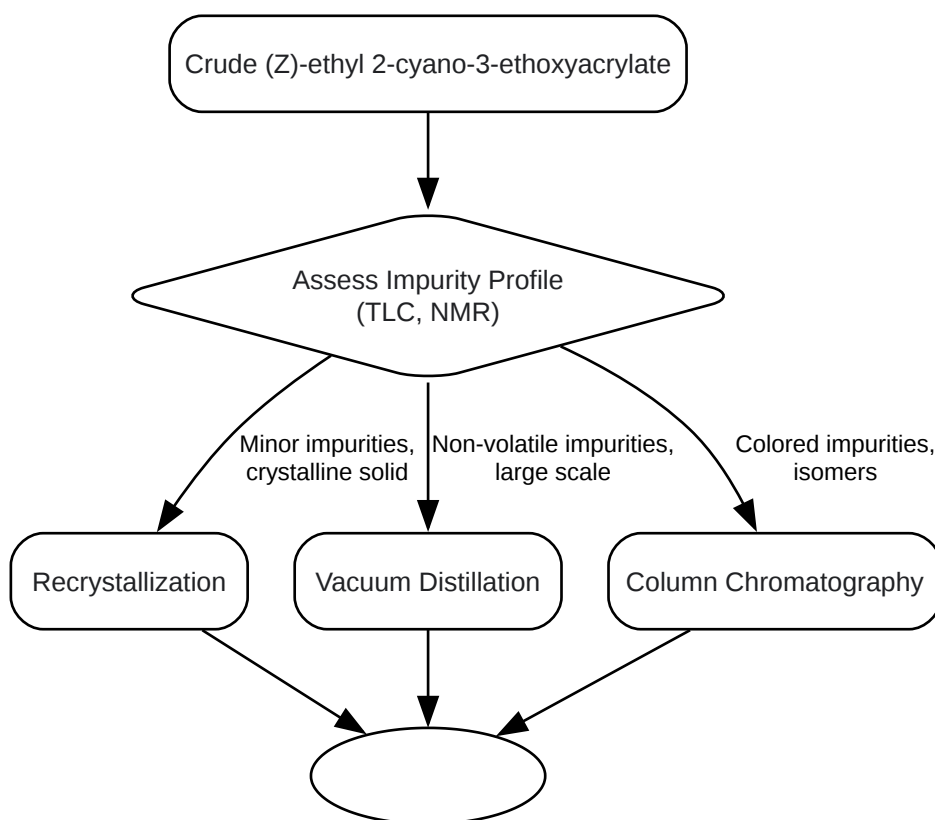 Crude (Z)-ethyl 2-cyano-3-ethoxyacrylate
Assess Impurity Profile
(TLC, NMR)
Minor impurities,
crystalline solid
Non-volatile impurities,
large scale
Colored impurities,
isomers
Recrystallization
Vacuum Distillation
Column Chromatography